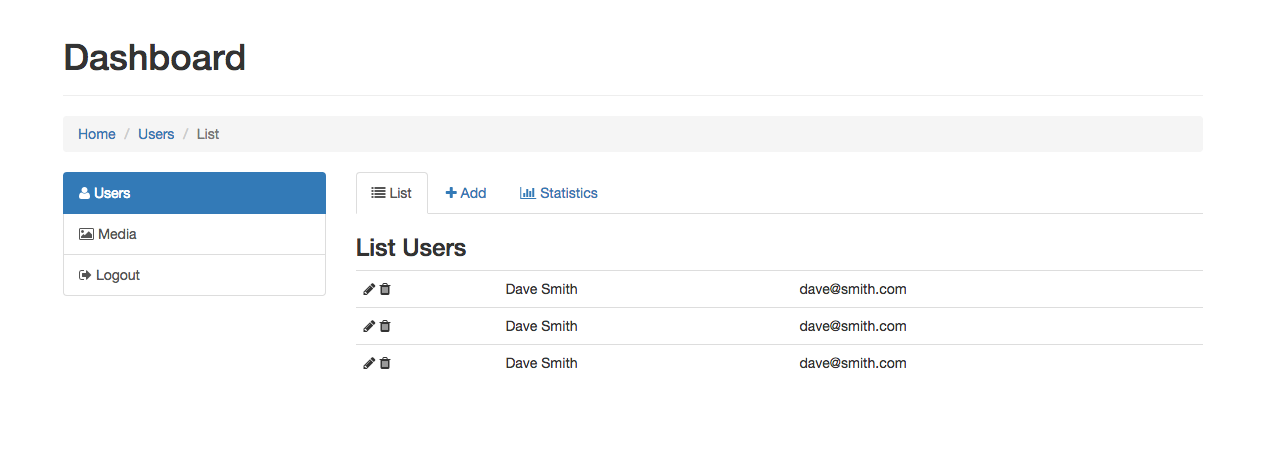 Dashboard
Home / Users / List
Users
Media
Logout
List Add Statistics
List Users
Dave Smith dave@smith.com
Dave Smith dave@smith.com
Dave Smith dave@smith.com